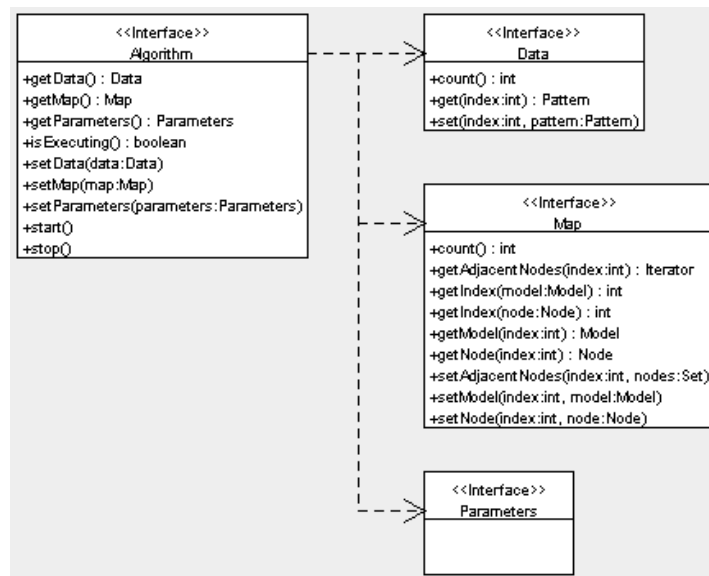 <<Interface>>
Algorithm
+getData() : Data
+getMap() : Map
+getParameters() : Parameters
+isExecuting() : boolean
+setData(data:Data)
+setMap(map:Map)
+setParameters(parameters:Parameters)
+start()
+stop()
<<Interface>>
Data
+count() : int
+get(index:int) : Pattern
+set(index:int, pattern:Pattern)
<<Interface>>
Map
+count() : int
+getAdjacentNodes(index:int) : Iterator
+getIndex(model:Model) : int
+getIndex(node:Node) : int
+getModel(index:int) : Model
+getNode(index:int) : Node
+setAdjacentNodes(index:int, nodes:Set)
+setModel(index:int, model:Model)
+setNode(index:int, node:Node)
<<Interface>>
Parameters